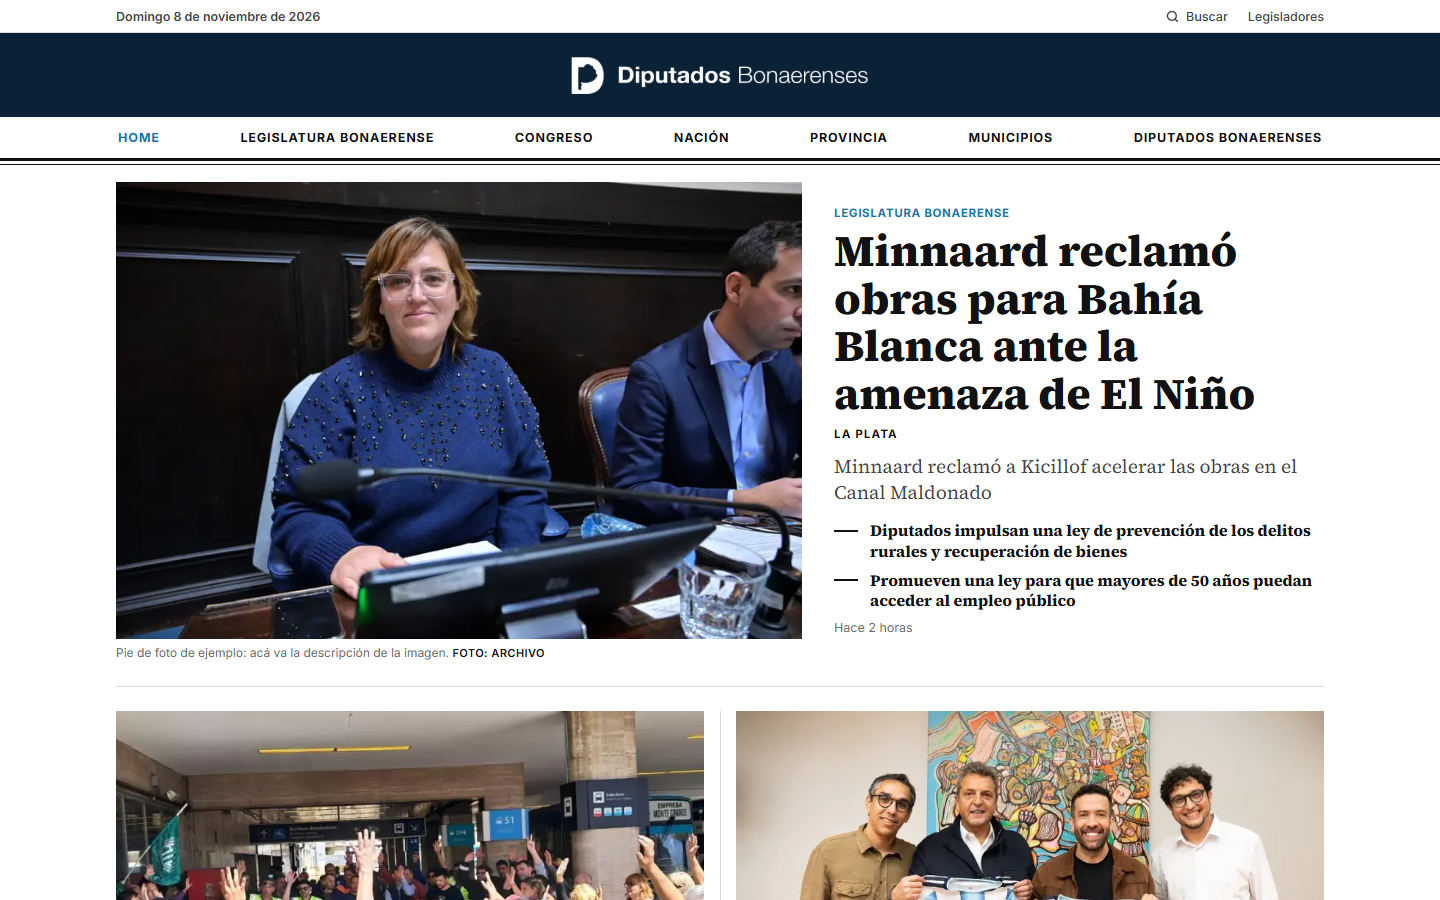 Domingo 8 de noviembre de 2026
Buscar
Legisladores
Diputados Bonaerenses
HOME
LEGISLATURA BONAERENSE
CONGRESO
NACIÓN
PROVINCIA
MUNICIPIOS
DIPUTADOS BONAERENSES
LEGISLATURA BONAERENSE
Minnaard reclamó
obras para Bahía
Blanca ante la
amenaza de El Niño
LA PLATA
Minnaard reclamó a Kicillof acelerar las obras en el
Canal Maldonado
Diputados impulsan una ley de prevención de los delitos
rurales y recuperación de bienes
Promueven una ley para que mayores de 50 años puedan
acceder al empleo público
Hace 2 horas
Pie de foto de ejemplo: acá va la descripción de la imagen. FOTO: ARCHIVO
EMPRESA
MONTE GRANDE
51